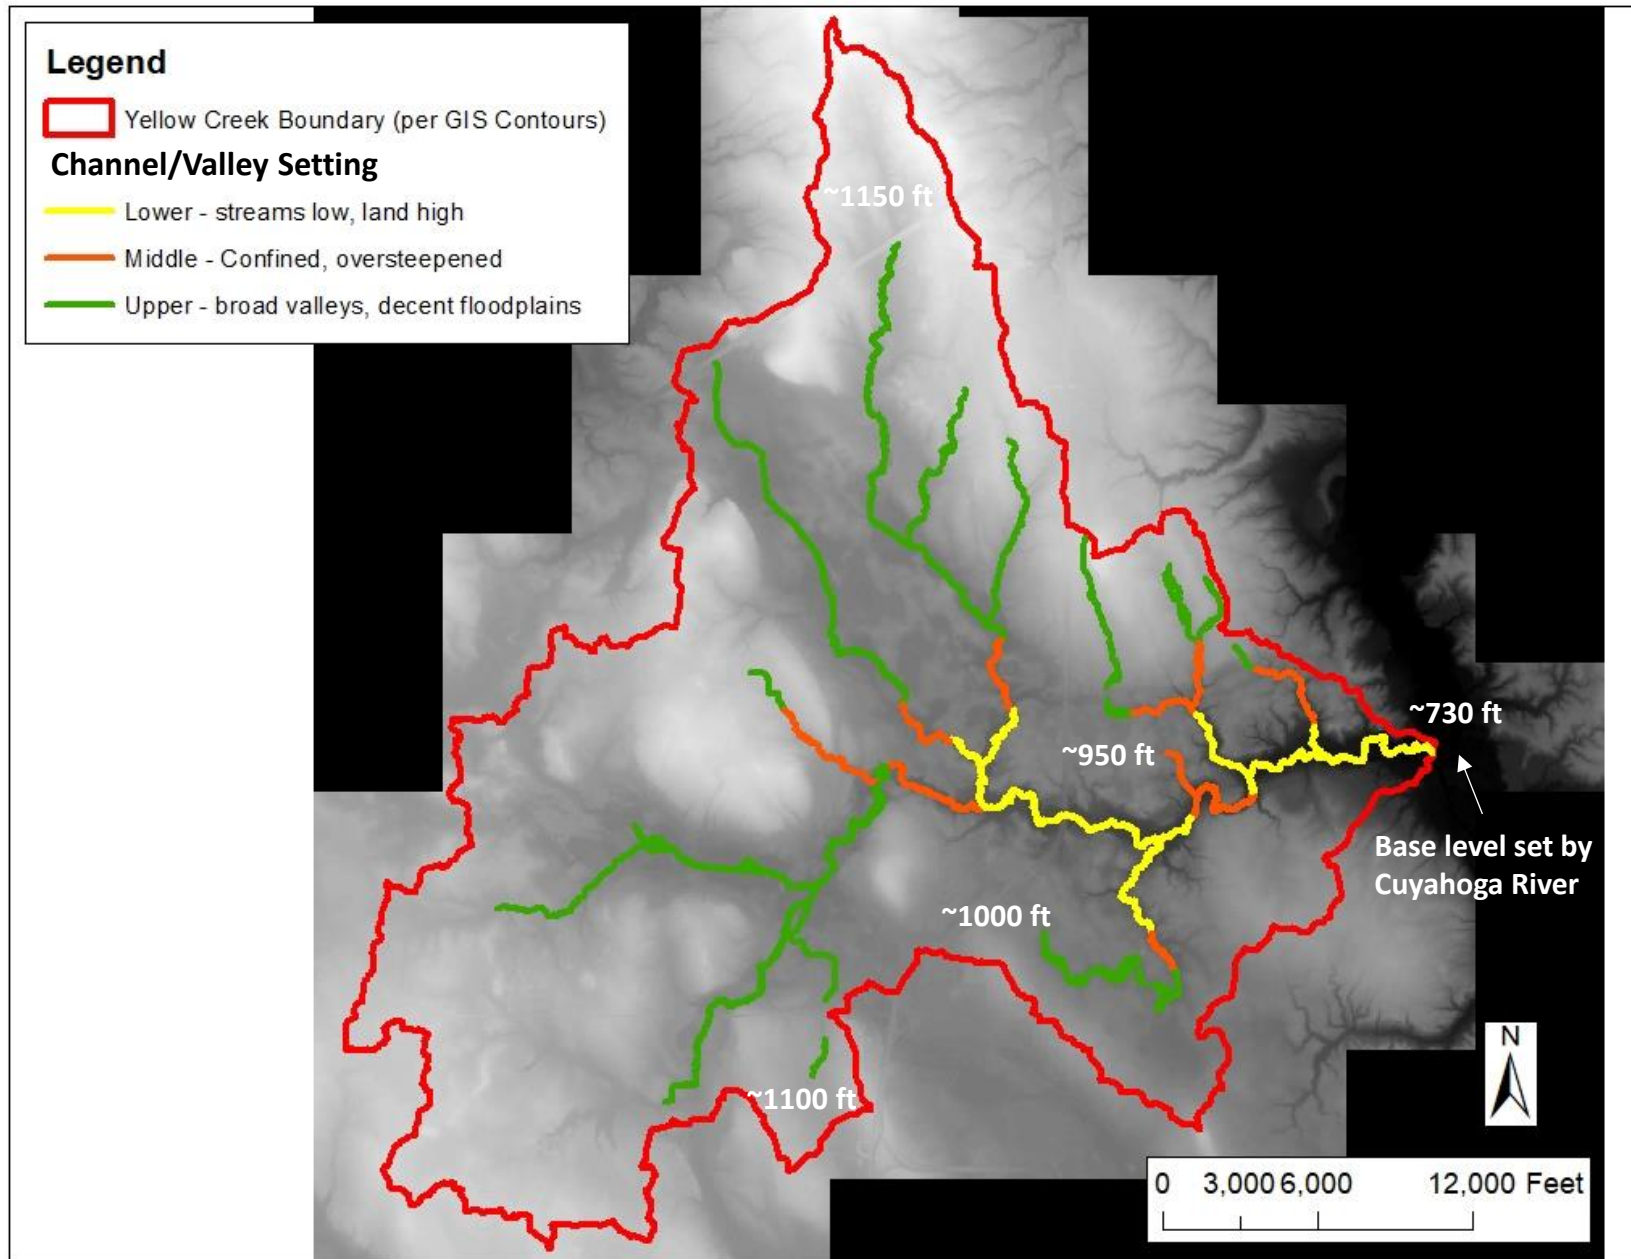 Legend
Yellow Creek Boundary (per GIS Contours)
Channel/Valley Setting
Lower - streams low, land high
Middle - Confined, oversteepened
Upper - broad valleys, decent floodplains
~1150 ft
~730 ft
~950 ft
Base level set by
Cuyahoga River
~1000 ft
~1100 ft
N
0 3,000 6,000 12,000 Feet